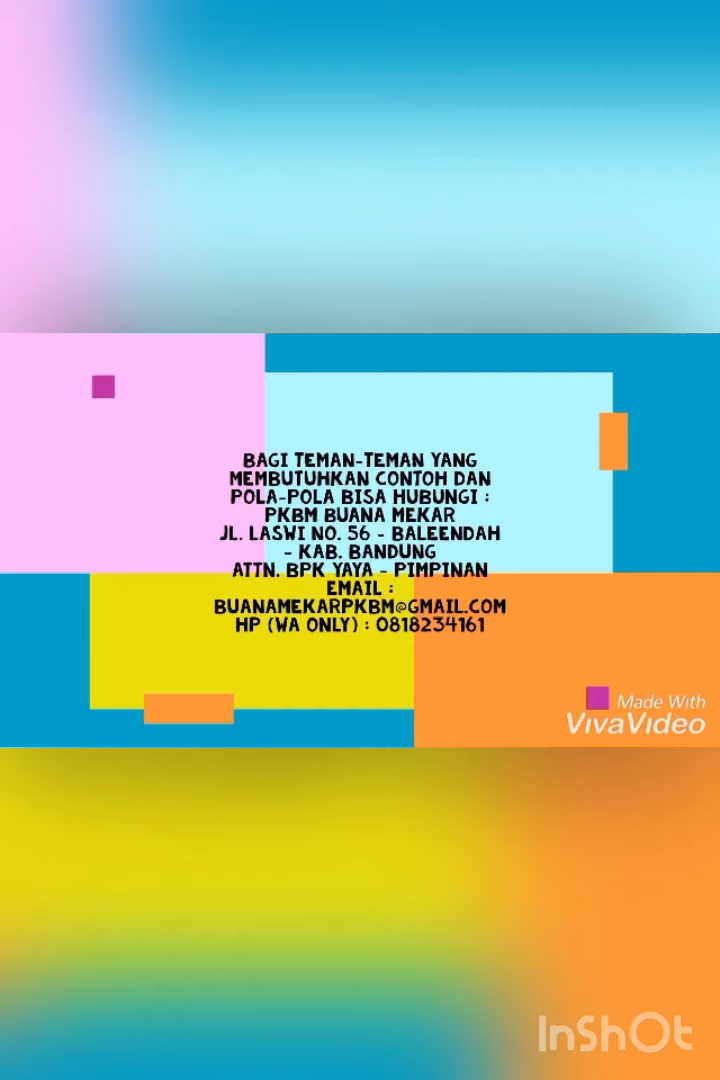 BAGI TEMAN-TEMAN YANG
MEMBUTUHKAN CONTOH DAN
POLA-POLA BISA HUBUNGI :
PKBM BUANA MEKAR
JL. LASWI NO. 56 - BALEENDAH
- KAB. BANDUNG
ATTN. BPK YAYA - PIMPINAN
EMAIL :
BUANAMEKARPKBM@GMAIL.COM
HP (WA ONLY) : 0818234161
Made With
VivaVideo
InShOt